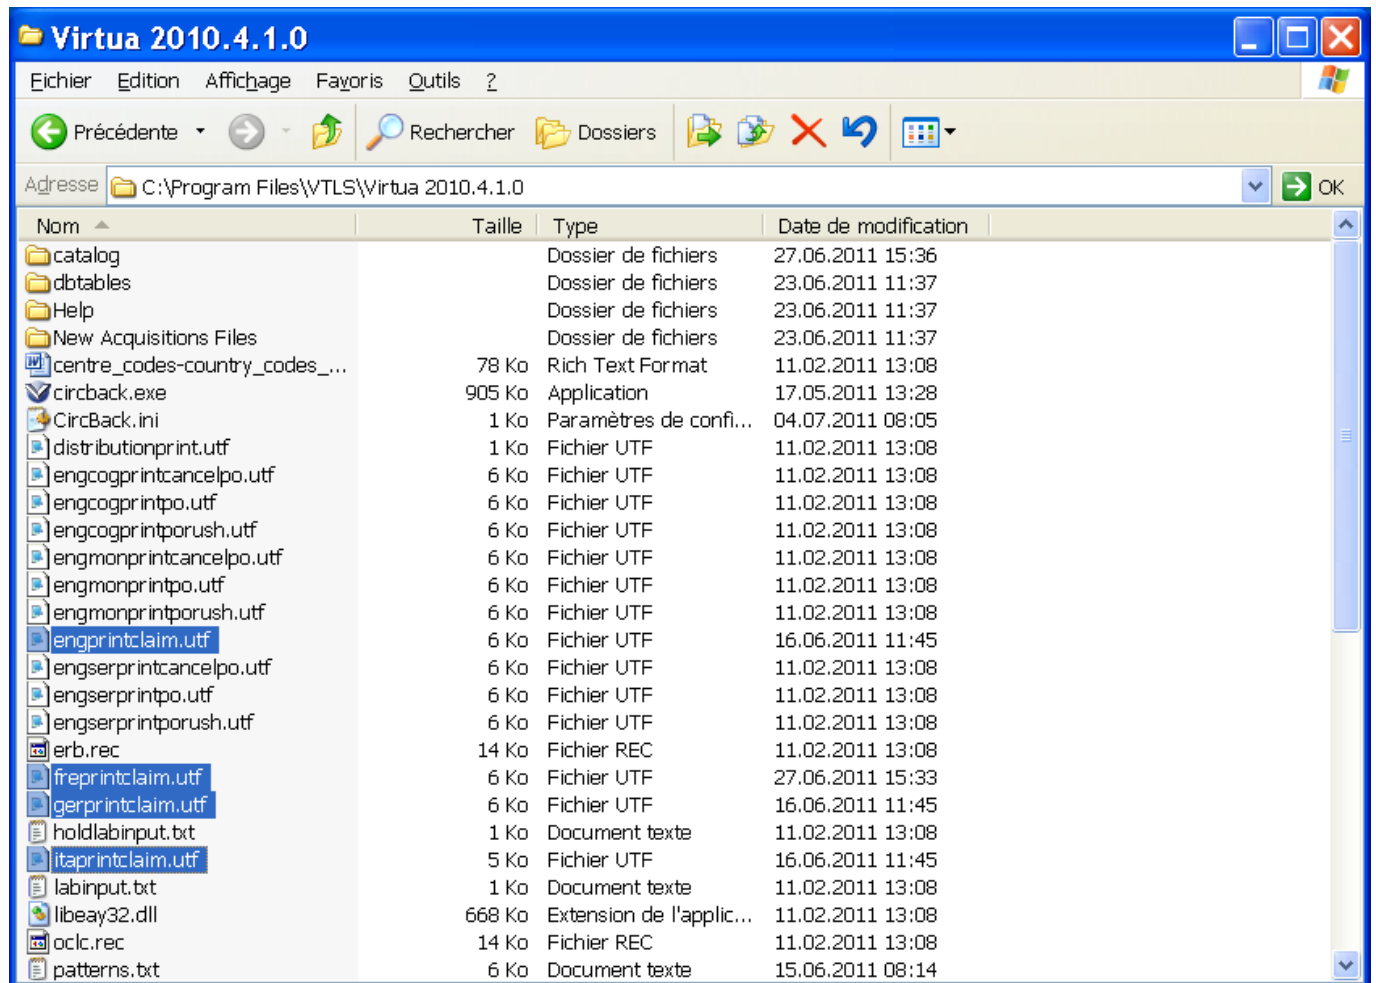 Virtua 2010.4.1.0
Fichier Edition Affichage Favoris Outils ?
Précédente Rechercher Dossiers
Adresse C:\Program Files\VTLS\Virtua 2010.4.1.0 OK
Nom Taille Type Date de modification
catalog Dossier de fichiers 27.06.2011 15:36
dbtables Dossier de fichiers 23.06.2011 11:37
Help Dossier de fichiers 23.06.2011 11:37
New Acquisitions Files Dossier de fichiers 23.06.2011 11:37
centre_codes-country_codes_... 78 Ko Rich Text Format 11.02.2011 13:08
circback.exe 905 Ko Application 17.05.2011 13:28
CircBack.ini 1 Ko Paramètres de confi... 04.07.2011 08:05
distributionprint.utf 1 Ko Fichier UTF 11.02.2011 13:08
engcogprintcancelpo.utf 6 Ko Fichier UTF 11.02.2011 13:08
engcogprintpo.utf 6 Ko Fichier UTF 11.02.2011 13:08
engcogprintporush.utf 6 Ko Fichier UTF 11.02.2011 13:08
engmonprintcancelpo.utf 6 Ko Fichier UTF 11.02.2011 13:08
engmonprintpo.utf 6 Ko Fichier UTF 11.02.2011 13:08
engmonprintporush.utf 6 Ko Fichier UTF 11.02.2011 13:08
engprintclaim.utf 6 Ko Fichier UTF 16.06.2011 11:45
engserprintcancelpo.utf 6 Ko Fichier UTF 11.02.2011 13:08
engserprintpo.utf 6 Ko Fichier UTF 11.02.2011 13:08
engserprintporush.utf 6 Ko Fichier UTF 11.02.2011 13:08
erb.rec 14 Ko Fichier REC 11.02.2011 13:08
freprintclaim.utf 6 Ko Fichier UTF 27.06.2011 15:33
gerprintclaim.utf 6 Ko Fichier UTF 16.06.2011 11:45
holdlabinput.txt 1 Ko Document texte 11.02.2011 13:08
itaprintclaim.utf 5 Ko Fichier UTF 16.06.2011 11:45
labinput.txt 1 Ko Document texte 11.02.2011 13:08
libeay32.dll 668 Ko Extension de l'applic... 11.02.2011 13:08
oclc.rec 14 Ko Fichier REC 11.02.2011 13:08
patterns.txt 6 Ko Document texte 15.06.2011 08:14